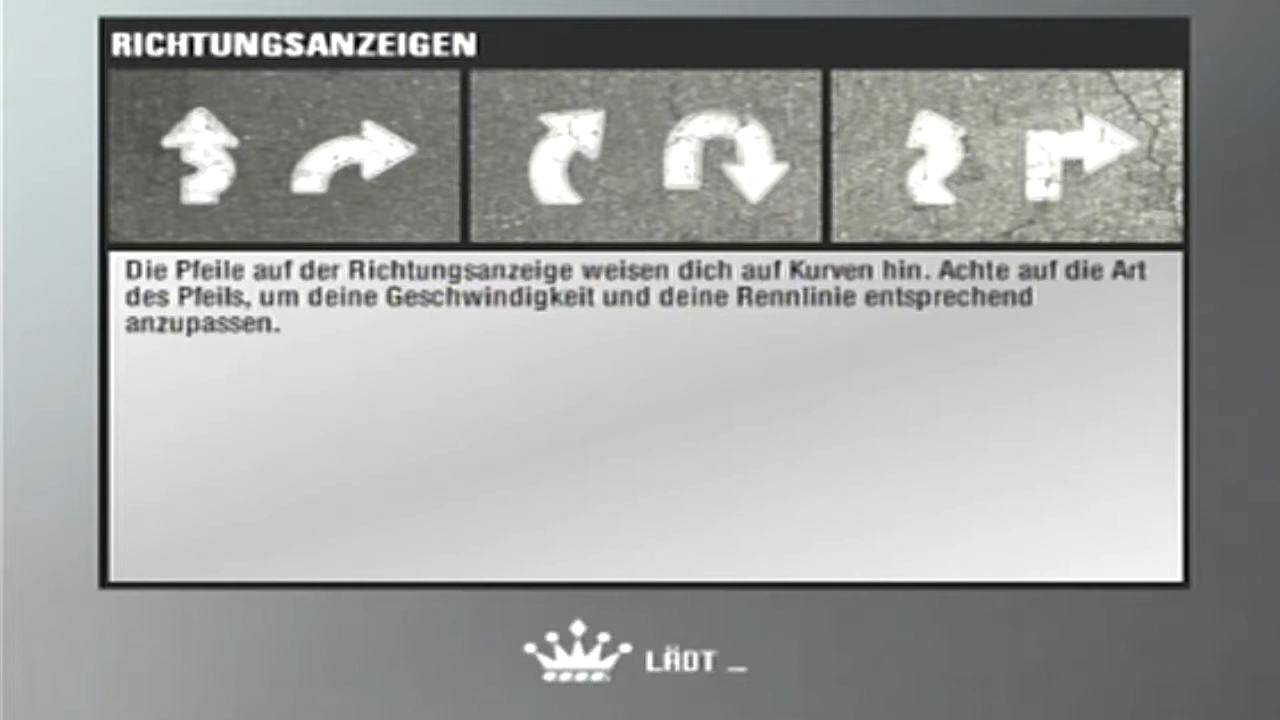 RICHTUNGSANZEIGEN
Die Pfeile auf der Richtungsanzeige weisen dich auf Kurven hin. Achte auf die Art
des Pfeils, um deine Geschwindigkeit und deine Rennlinie entsprechend
anzupassen.
LÄDT _